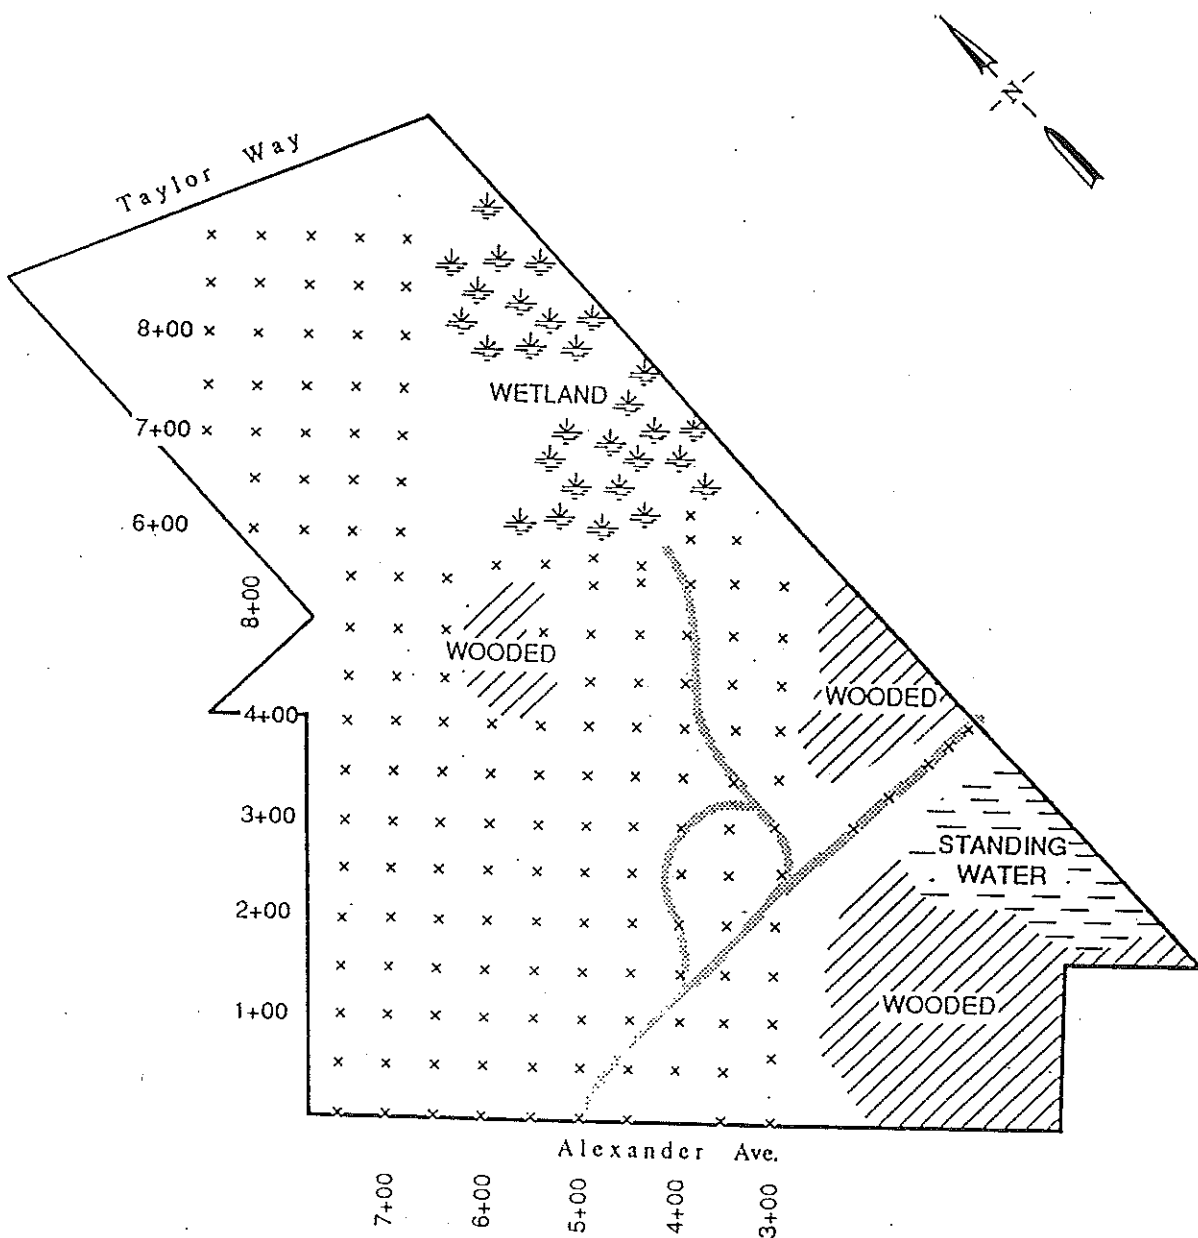 N
Taylor Way
8+00
WETLAND
7+00
6+00
8+00
WOODED
WOODED
4+00
3+00
STANDING
WATER
2+00
WOODED
1+00
Alexander Ave.
7+00
6+00
5+00
4+00
3+00